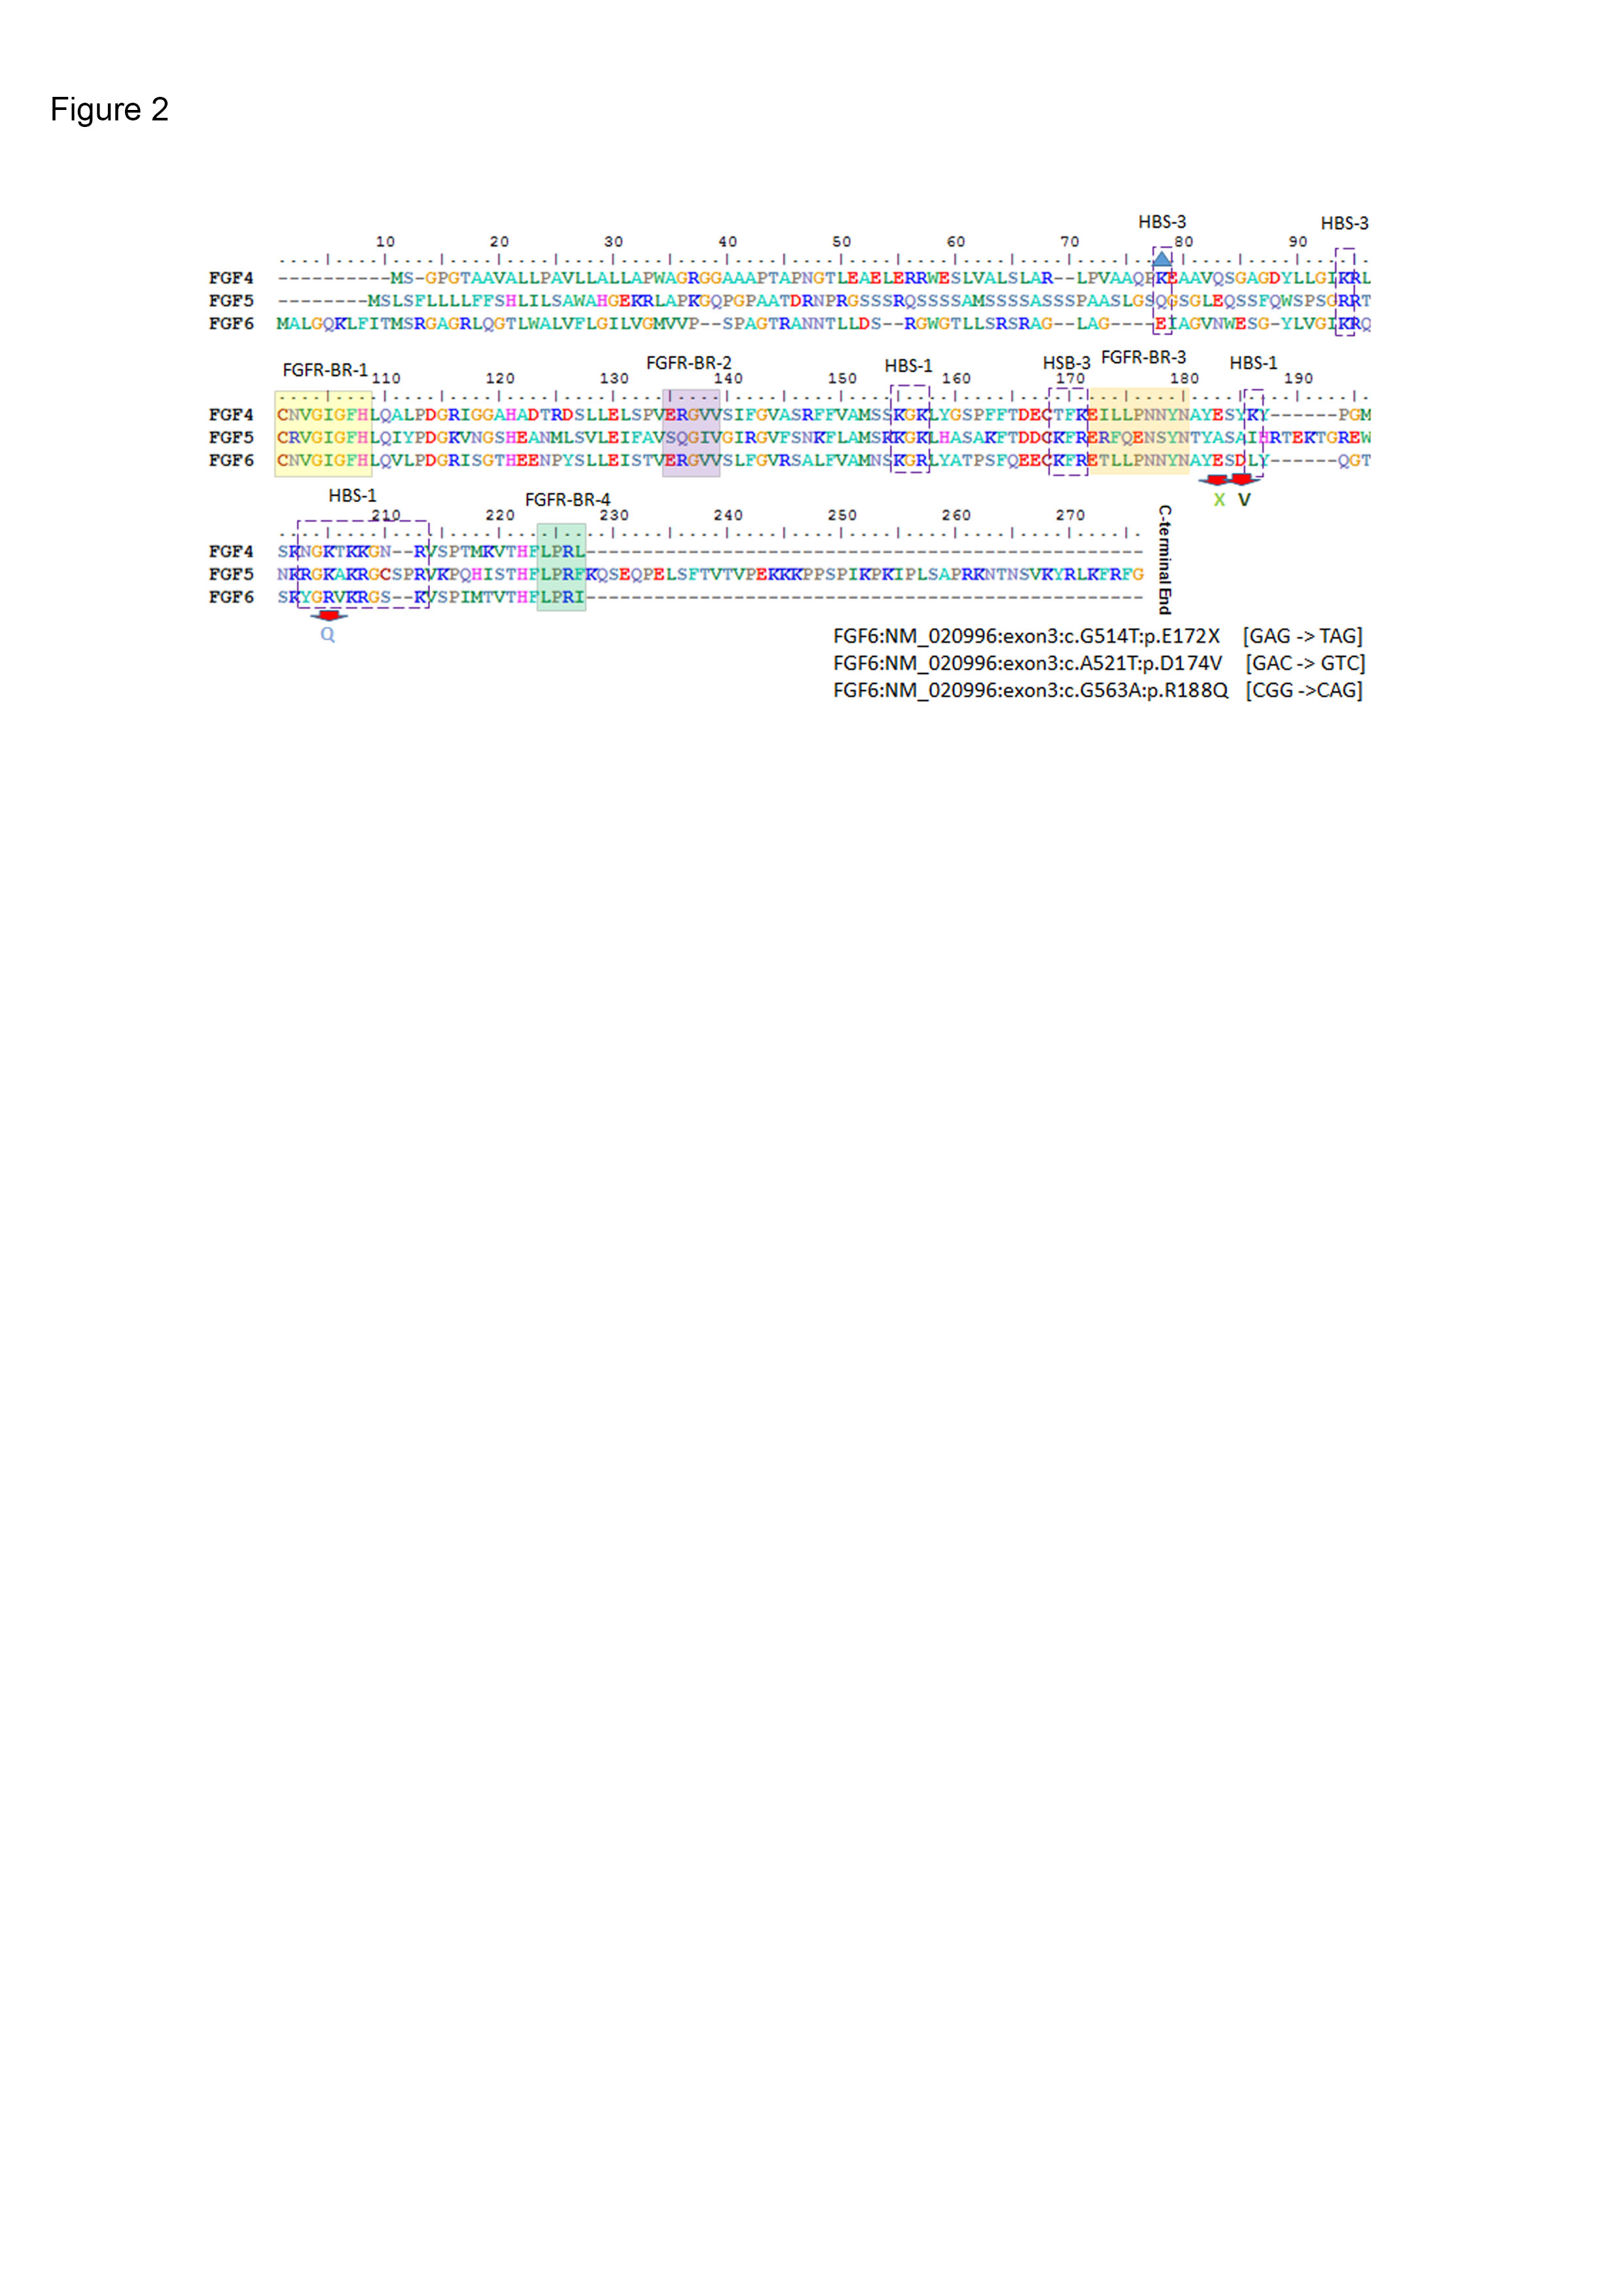 Figure 2
HBS-3 HBS-3
10 20 30 40 50 60 70 80 90
FGF4 ----------MS-GPGTAAVALLPAVLLALLAPWAGRGGAAAPTAPNGTLEAELERRWESLVALSLAR--LPVAAQPKEAAVQSGAGDYLLGIKRL
FGF5 --------MSLSFLLLLFFSHLILSAWAHGEKRLAPKGQPGPAATDRNPRGSSSRQSSSSAMSSSSASSSPAASLGSQGSGLEQSSFQWSPSGRRT
FGF6 MALGQKLFITMSRGAGRLQGTLWALVFLGILVGMVVP--SPAGTRANNTLLDS--RGWGTLLSRSRAG--LAG----EIAGVNWESG-YLVGIKRQ
FGFR-BR-1 FGFR-BR-2 HBS-1 HSB-3 FGFR-BR-3 HBS-1
110 120 130 140 150 160 170 180 190
FGF4 CNVGIGFHLQALPDGRIGGAHADTRDSLLELSPVERGVVSIFGVASRFFVAMSSKGKLYGSPFFTDECTFKEILLPNNYNAYESYKY------PGM
FGF5 CRVGIGFHLQIYPDGKVNGSHEANMLSVLEIFAVSQGIVGIRGVFSNKFLAMSKKGKLHASAKFTDDCKFRERFQENSYNTYASAIHRTEKTGREW
FGF6 CNVGIGFHLQVLPDGRISGTHEENPYSLLEISTVERGVVSLFGVRSALFVAMNSKGRLYATPSFQEECKFRETLLPNNYNAYESDLY------QGT
X V
HBS-1 FGFR-BR-4
210 220 230 240 250 260 270
FGF4 SKNGKTKKGN--RVSPTMKVTHFLPRL-------------------------------------------------
FGF5 NKRGKAKRGCSPRVKPQHISTHFLPRFKQSEQPELSFTVTVPEKKKPPSPIKPKIPLSAPRKNTNSVKYRLKFRFG
FGF6 SKYGRVKRGS--KVSPIMTVTHFLPRI-------------------------------------------------
C-terminal End
Q
FGF6:NM_020996:exon3:c.G514T:p.E172X [GAG -> TAG]
FGF6:NM_020996:exon3:c.A521T:p.D174V [GAC -> GTC]
FGF6:NM_020996:exon3:c.G563A:p.R188Q [CGG ->CAG]